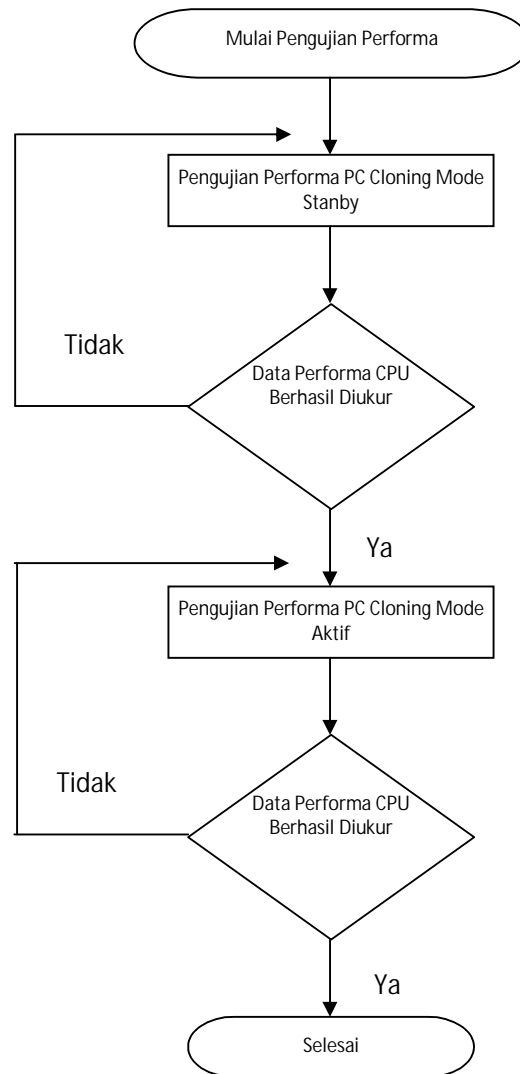 Mulai Pengujian Performa
Pengujian Performa PC Cloning Mode
Stanby
Tidak
Data Performa CPU
Berhasil Diukur
Ya
Pengujian Performa PC Cloning Mode
Aktif
Tidak
Data Performa CPU
Berhasil Diukur
Ya
Selesai